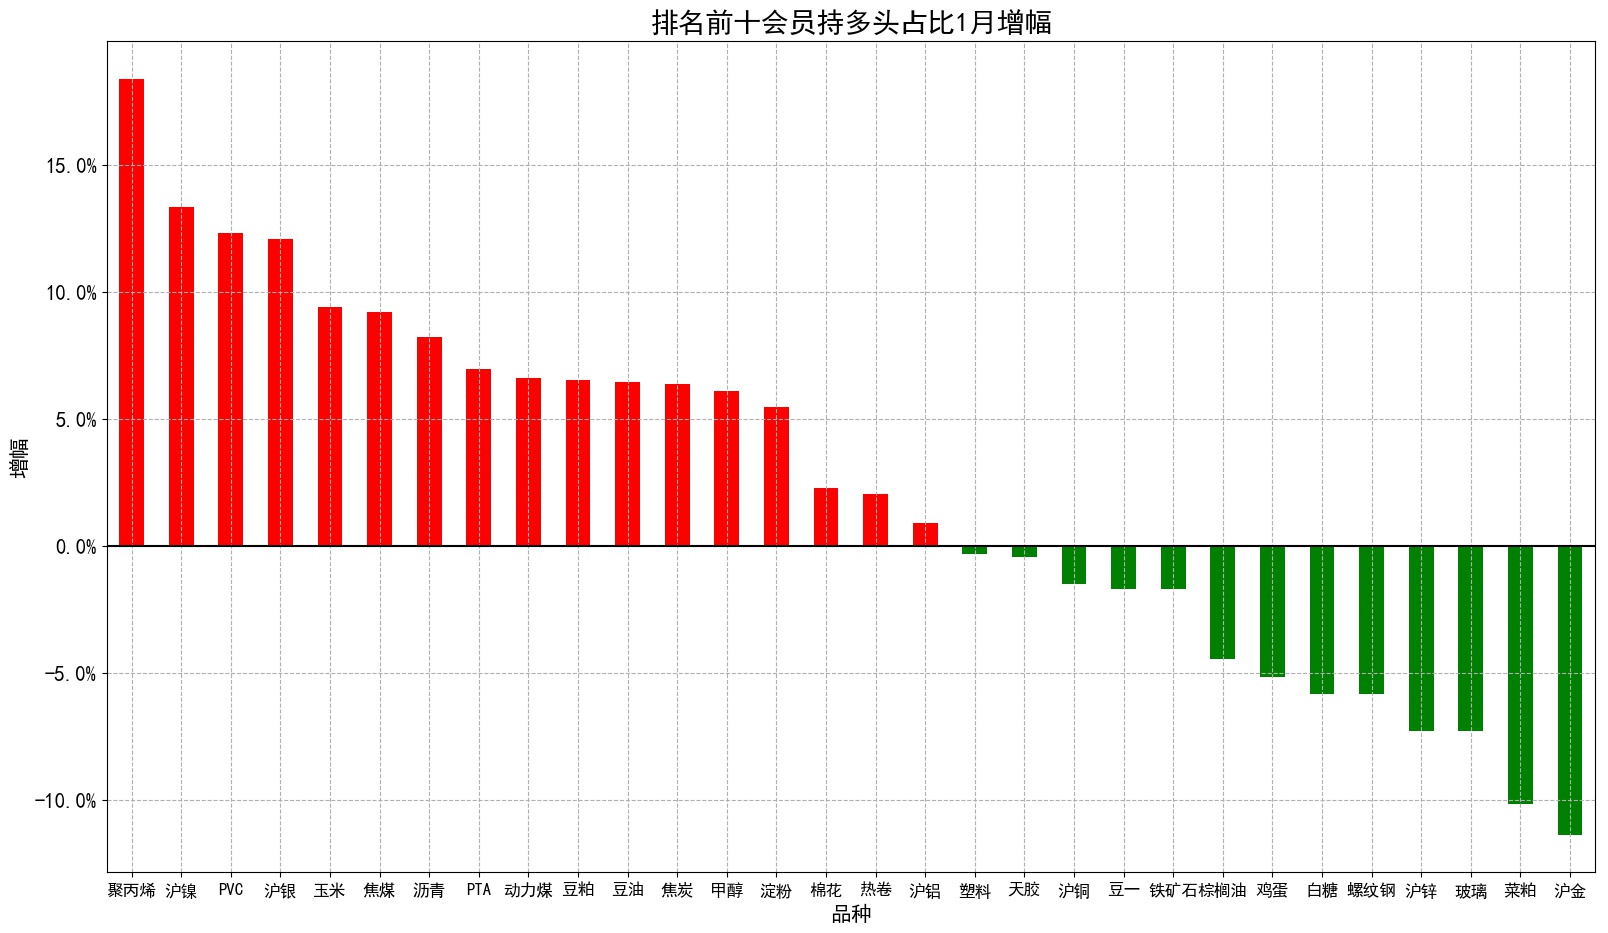 排名前十会员持多头占比1月增幅
增幅
15.0%
10.0%
5.0%
0.0%
−5.0%
−10.0%
聚丙烯 沪镍 PVC 沪银 玉米 焦煤 沥青 PTA 动力煤 豆粕 豆油 焦炭 甲醇 淀粉 棉花 热卷 沪铝 塑料 天胶 沪铜 豆一 铁矿石 棕榈油 鸡蛋 白糖 螺纹钢 沪锌 玻璃 菜粕 沪金
品种